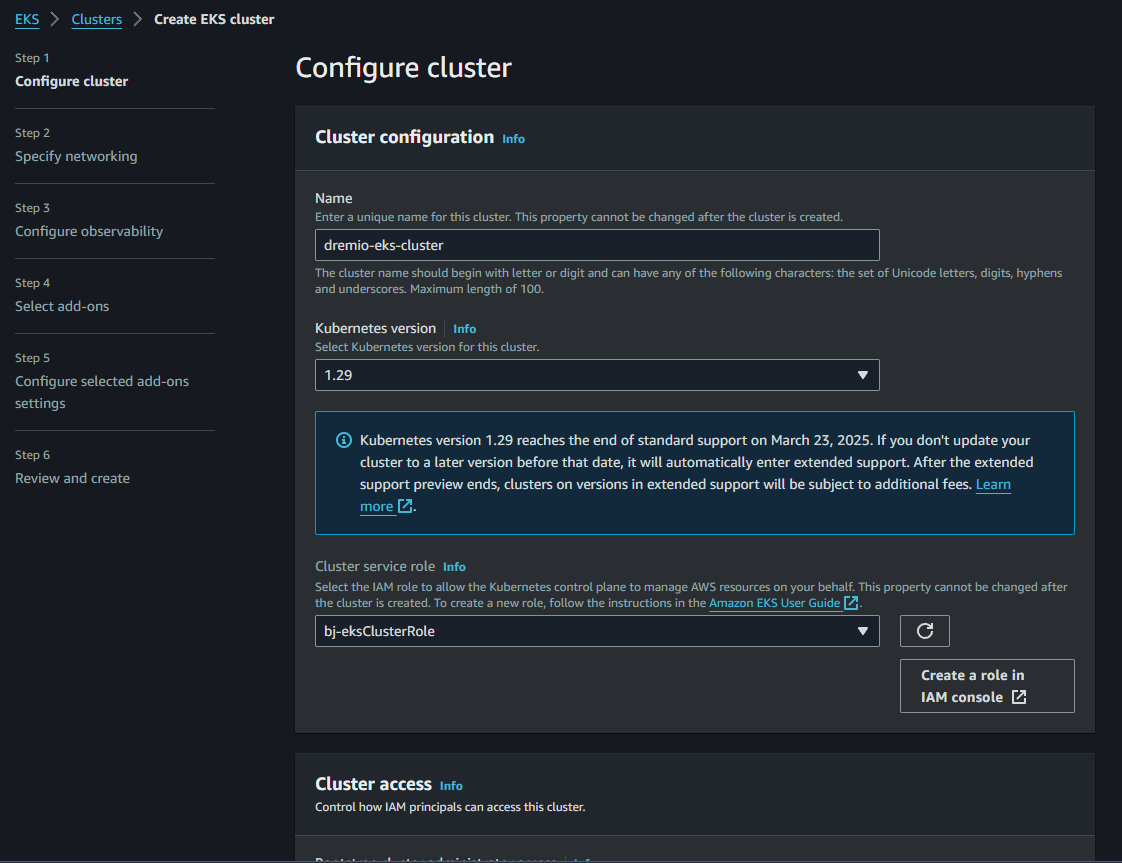 EKS > Clusters > Create EKS cluster
Step 1
Configure cluster
Step 2
Specify networking
Step 3
Configure observability
Step 4
Select add-ons
Step 5
Configure selected add-ons
settings
Step 6
Review and create
Configure cluster
Cluster configuration Info
Name
Enter a unique name for this cluster. This property cannot be changed after the cluster is created.
dremio-eks-cluster
The cluster name should begin with letter or digit and can have any of the following characters: the set of Unicode letters, digits, hyphens
and underscores. Maximum length of 100.
Kubernetes version Info
Select Kubernetes version for this cluster.
1.29
Kubernetes version 1.29 reaches the end of standard support on March 23, 2025. If you don't update your
cluster to a later version before that date, it will automatically enter extended support. After the extended
support preview ends, clusters on versions in extended support will be subject to additional fees. Learn
more.
Cluster service role Info
Select the IAM role to allow the Kubernetes control plane to manage AWS resources on your behalf. This property cannot be changed after
the cluster is created. To create a new role, follow the instructions in the Amazon EKS User Guide.
bj-eksClusterRole
Create a role in
IAM console
Cluster access Info
Control how IAM principals can access this cluster.